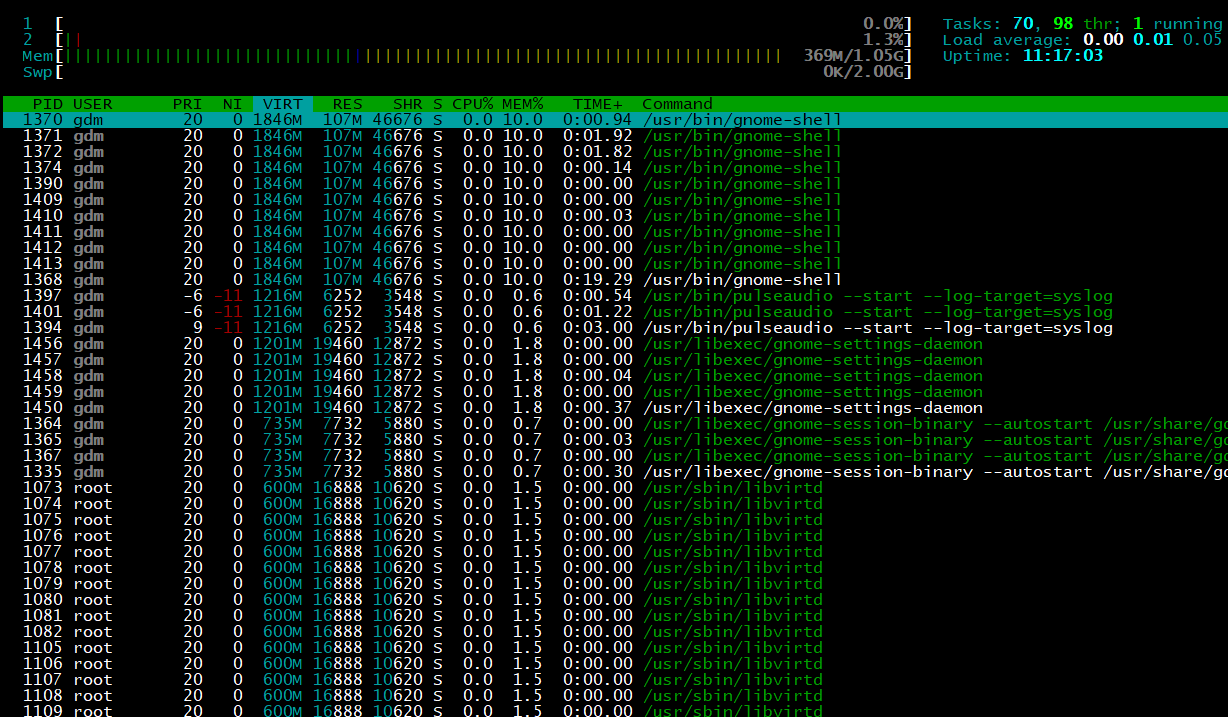 1 [ 0.0%] Tasks: 70, 98 thr; 1 running
2 [|| 1.3%] Load average: 0.00 0.01 0.05
Mem[||||||||||||||||||||||||||||||||||||||||||||||||||||||||||||||||||||||| 369M/1.05G] Uptime: 11:17:03
Swp[ 0K/2.00G]
PID USER PRI NI VIRT RES SHR S CPU% MEM% TIME+ Command
1370 gdm 20 0 1846M 107M 46676 S 0.0 10.0 0:00.94 /usr/bin/gnome-shell
1371 gdm 20 0 1846M 107M 46676 S 0.0 10.0 0:01.92 /usr/bin/gnome-shell
1372 gdm 20 0 1846M 107M 46676 S 0.0 10.0 0:01.82 /usr/bin/gnome-shell
1374 gdm 20 0 1846M 107M 46676 S 0.0 10.0 0:00.14 /usr/bin/gnome-shell
1390 gdm 20 0 1846M 107M 46676 S 0.0 10.0 0:00.00 /usr/bin/gnome-shell
1409 gdm 20 0 1846M 107M 46676 S 0.0 10.0 0:00.00 /usr/bin/gnome-shell
1410 gdm 20 0 1846M 107M 46676 S 0.0 10.0 0:00.03 /usr/bin/gnome-shell
1411 gdm 20 0 1846M 107M 46676 S 0.0 10.0 0:00.00 /usr/bin/gnome-shell
1412 gdm 20 0 1846M 107M 46676 S 0.0 10.0 0:00.00 /usr/bin/gnome-shell
1413 gdm 20 0 1846M 107M 46676 S 0.0 10.0 0:00.00 /usr/bin/gnome-shell
1368 gdm 20 0 1846M 107M 46676 S 0.0 10.0 0:19.29 /usr/bin/gnome-shell
1397 gdm -6 -11 1216M 6252 3548 S 0.0 0.6 0:00.54 /usr/bin/pulseaudio --start --log-target=syslog
1401 gdm -6 -11 1216M 6252 3548 S 0.0 0.6 0:01.22 /usr/bin/pulseaudio --start --log-target=syslog
1394 gdm 9 -11 1216M 6252 3548 S 0.0 0.6 0:03.00 /usr/bin/pulseaudio --start --log-target=syslog
1456 gdm 20 0 1201M 19460 12872 S 0.0 1.8 0:00.00 /usr/libexec/gnome-settings-daemon
1457 gdm 20 0 1201M 19460 12872 S 0.0 1.8 0:00.00 /usr/libexec/gnome-settings-daemon
1458 gdm 20 0 1201M 19460 12872 S 0.0 1.8 0:00.04 /usr/libexec/gnome-settings-daemon
1459 gdm 20 0 1201M 19460 12872 S 0.0 1.8 0:00.00 /usr/libexec/gnome-settings-daemon
1450 gdm 20 0 1201M 19460 12872 S 0.0 1.8 0:00.37 /usr/libexec/gnome-settings-daemon
1364 gdm 20 0 735M 7732 5880 S 0.0 0.7 0:00.00 /usr/libexec/gnome-session-binary --autostart /usr/share/gd
1365 gdm 20 0 735M 7732 5880 S 0.0 0.7 0:00.03 /usr/libexec/gnome-session-binary --autostart /usr/share/gd
1367 gdm 20 0 735M 7732 5880 S 0.0 0.7 0:00.00 /usr/libexec/gnome-session-binary --autostart /usr/share/gd
1335 gdm 20 0 735M 7732 5880 S 0.0 0.7 0:00.30 /usr/libexec/gnome-session-binary --autostart /usr/share/gd
1073 root 20 0 600M 16888 10620 S 0.0 1.5 0:00.00 /usr/sbin/libvirtd
1074 root 20 0 600M 16888 10620 S 0.0 1.5 0:00.00 /usr/sbin/libvirtd
1075 root 20 0 600M 16888 10620 S 0.0 1.5 0:00.00 /usr/sbin/libvirtd
1076 root 20 0 600M 16888 10620 S 0.0 1.5 0:00.00 /usr/sbin/libvirtd
1077 root 20 0 600M 16888 10620 S 0.0 1.5 0:00.00 /usr/sbin/libvirtd
1078 root 20 0 600M 16888 10620 S 0.0 1.5 0:00.00 /usr/sbin/libvirtd
1079 root 20 0 600M 16888 10620 S 0.0 1.5 0:00.00 /usr/sbin/libvirtd
1080 root 20 0 600M 16888 10620 S 0.0 1.5 0:00.00 /usr/sbin/libvirtd
1081 root 20 0 600M 16888 10620 S 0.0 1.5 0:00.00 /usr/sbin/libvirtd
1082 root 20 0 600M 16888 10620 S 0.0 1.5 0:00.00 /usr/sbin/libvirtd
1105 root 20 0 600M 16888 10620 S 0.0 1.5 0:00.00 /usr/sbin/libvirtd
1106 root 20 0 600M 16888 10620 S 0.0 1.5 0:00.00 /usr/sbin/libvirtd
1107 root 20 0 600M 16888 10620 S 0.0 1.5 0:00.00 /usr/sbin/libvirtd
1108 root 20 0 600M 16888 10620 S 0.0 1.5 0:00.00 /usr/sbin/libvirtd
1109 root 20 0 600M 16888 10620 S 0.0 1.5 0:00.00 /usr/sbin/libvirtd